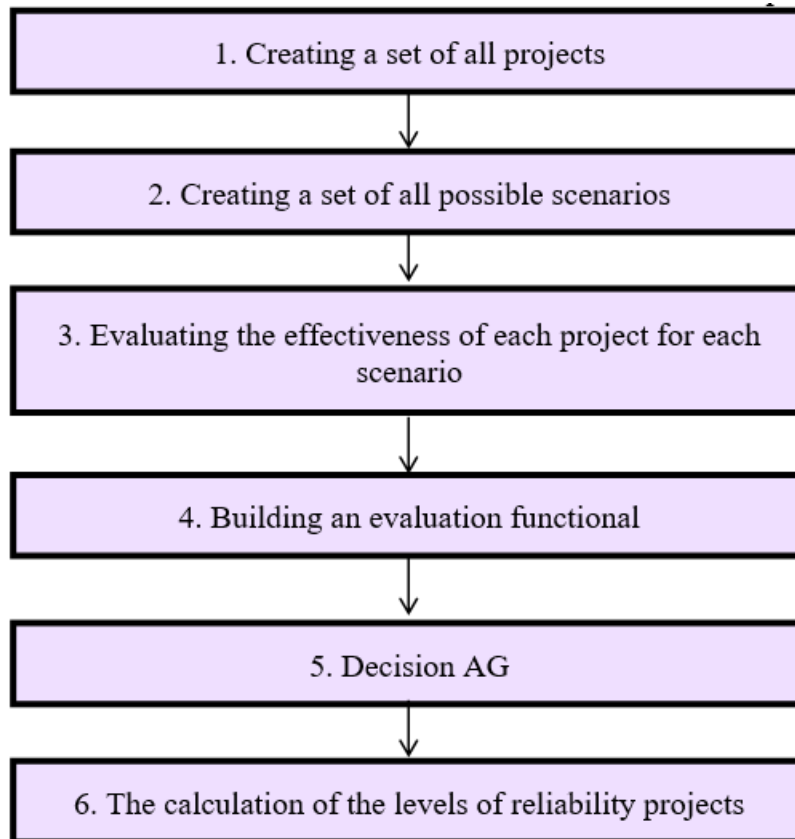 1. Creating a set of all projects
2. Creating a set of all possible scenarios
3. Evaluating the effectiveness of each project for each
scenario
4. Building an evaluation functional
5. Decision AG
6. The calculation of the levels of reliability projects